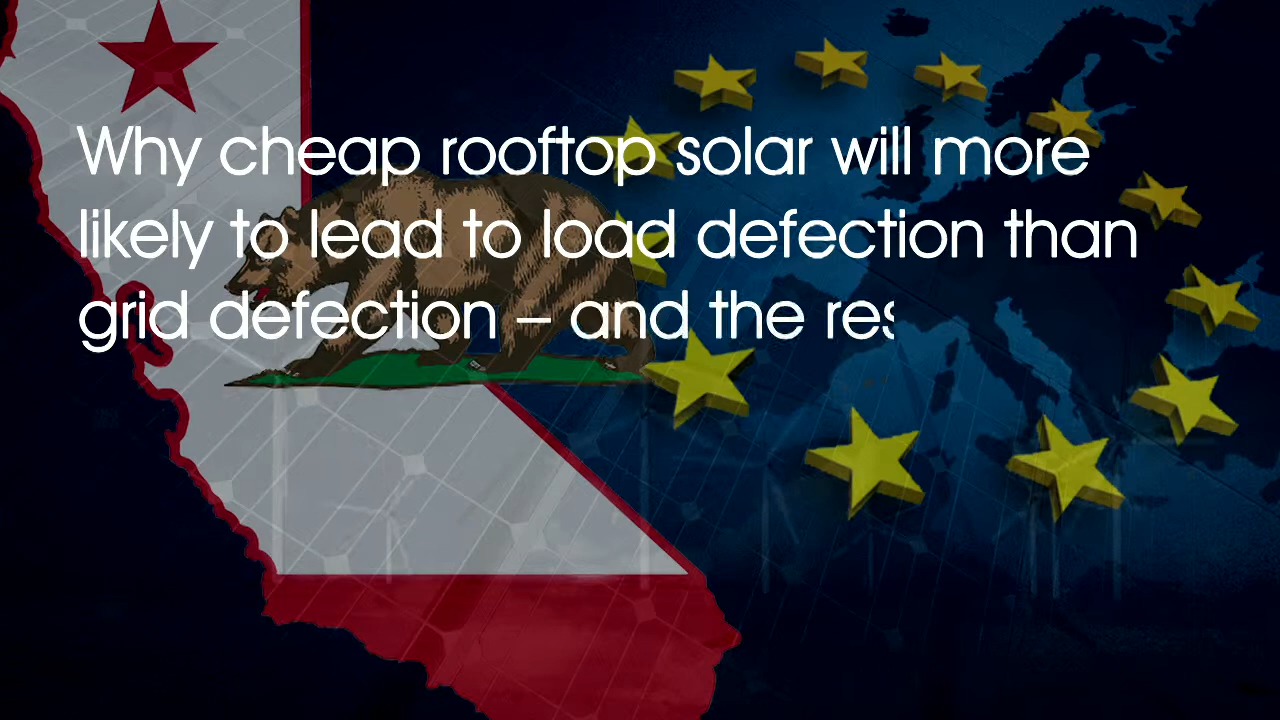 Why cheap rooftop solar will more
likely to lead to load defection than
grid defection – and the res